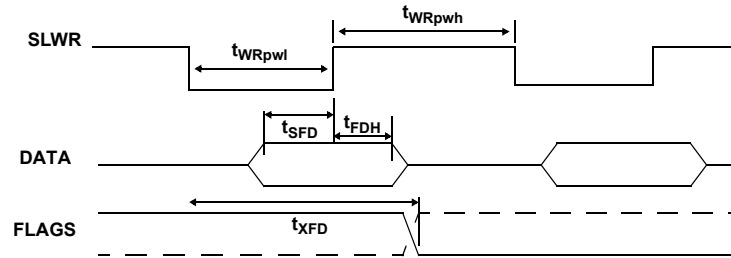 SLWR
tWRpwl
tWRpwh
tSFD
tFDH
DATA
FLAGS
tXFD